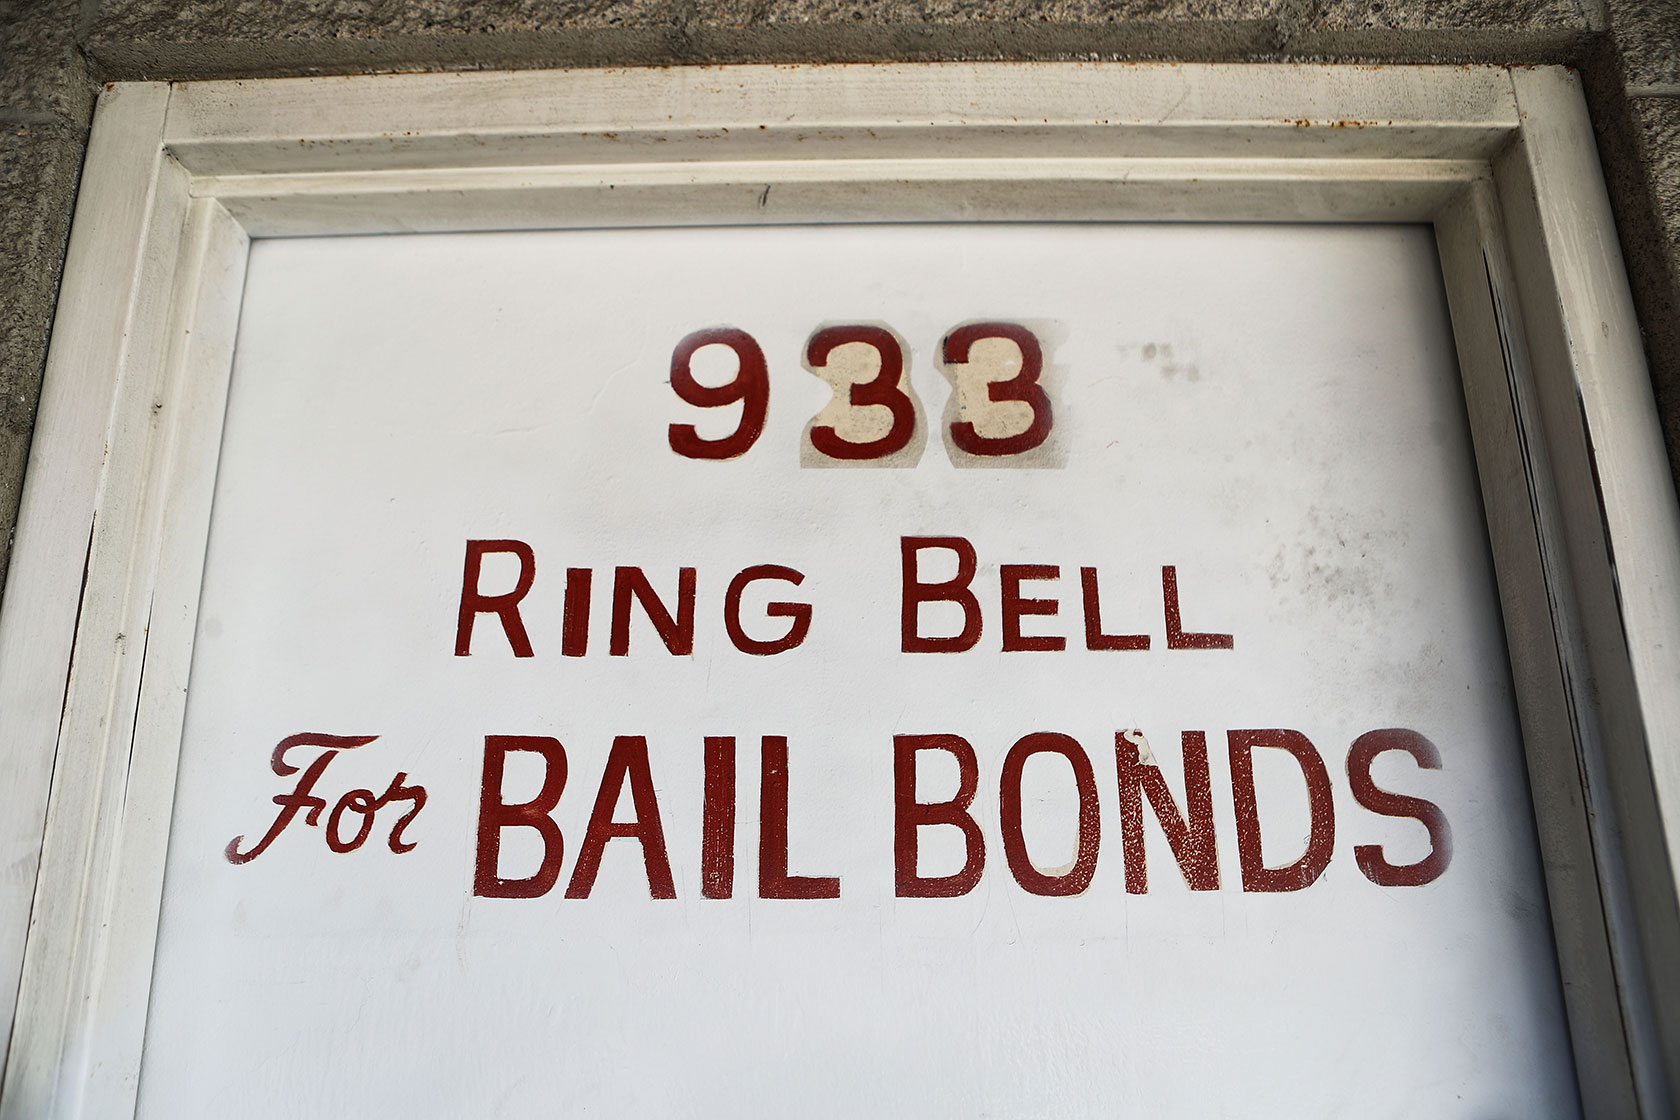 933
RING BELL
For BAIL BONDS